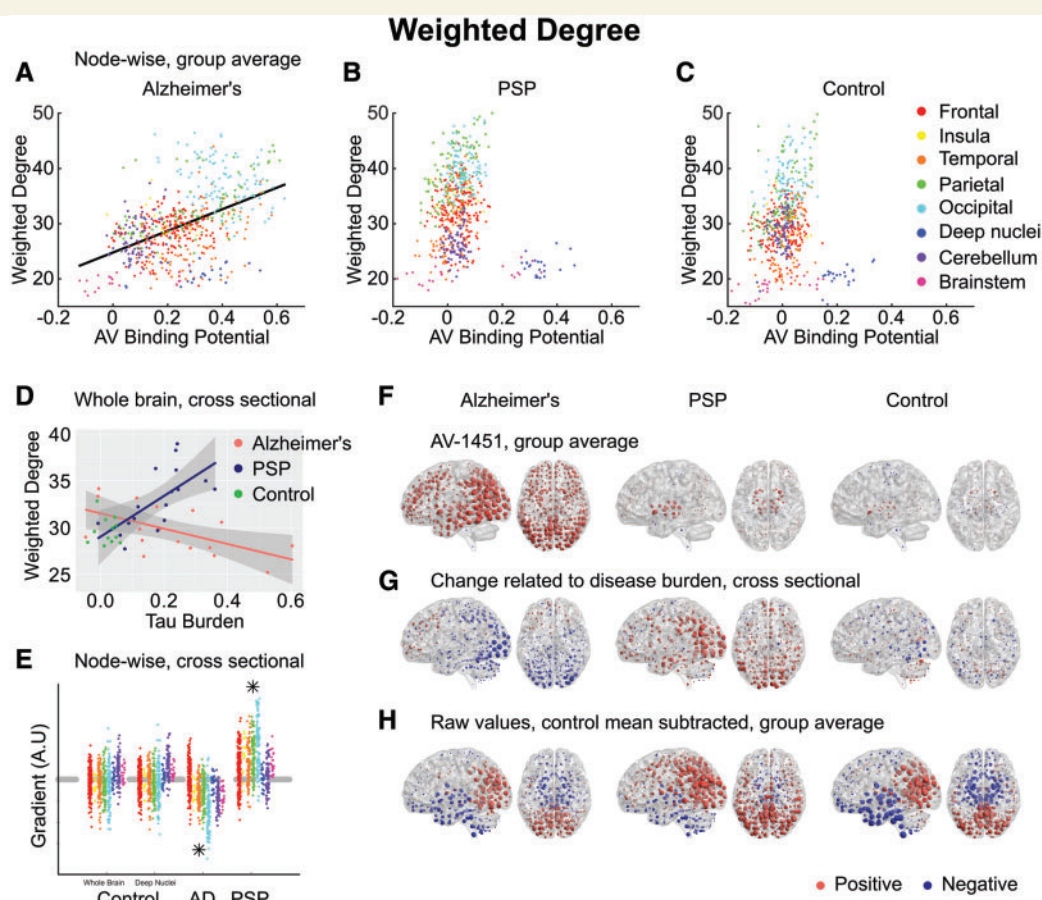 Weighted Degree
Node-wise, group average
A
Alzheimer's
B
PSP
C
Control
Weighted Degree
50
40
30
20
-0.2 0 0.2 0.4 0.6
AV Binding Potential
Weighted Degree
50
40
30
20
-0.2 0 0.2 0.4 0.6
AV Binding Potential
Weighted Degree
50
40
30
20
-0.2 0 0.2 0.4 0.6
AV Binding Potential
Frontal
Insula
Temporal
Parietal
Occipital
Deep nuclei
Cerebellum
Brainstem
D Whole brain, cross sectional
Weighted Degree
40
35
30
25
0.0 0.2 0.4 0.6
Tau Burden
Alzheimer's
PSP
Control
E Node-wise, cross sectional
*
*
Gradient (A.U)
Whole Brain Deep Nuclei
Control AD PSP
F
Alzheimer's PSP Control
AV-1451, group average
G Change related to disease burden, cross sectional
H Raw values, control mean subtracted, group average
Positive Negative